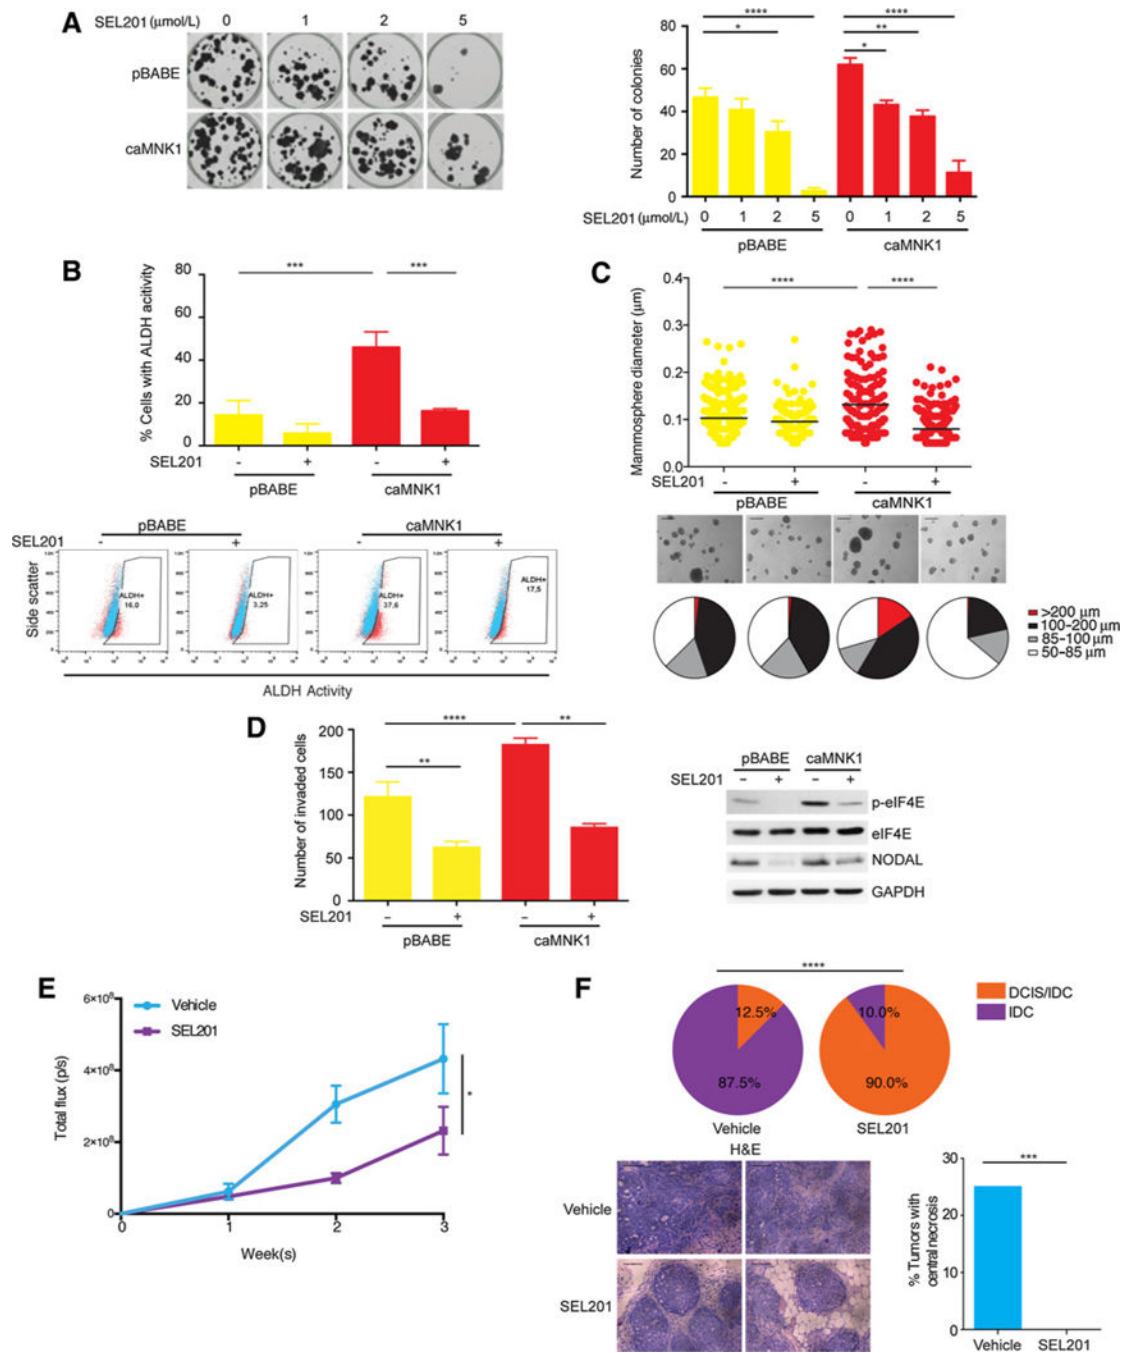 A
SEL201 (μmol/L) 0 1 2 5
pBABE
caMNK1
Number of colonies
80
60
40
20
0
**** ****
* **
*
SEL201 (μmol/L) 0 1 2 5 0 1 2 5
pBABE caMNK1
B
% Cells with ALDH acitivity
80
60
40
20
0
*** ***
SEL201 - + - +
pBABE caMNK1
pBABE caMNK1
SEL201 - + - +
Side scatter
ALDH+ 16,0
ALDH+ 3,25
ALDH+ 37,6
ALDH+ 17,5
ALDH Activity
C
Mammosphere diameter (μm)
0.4
0.3
0.2
0.1
0.0
**** ****
SEL201 - + - +
pBABE caMNK1
>200 μm
100–200 μm
85–100 μm
50–85 μm
D
Number of invaded cells
200
150
100
50
0
**** **
**
SEL201 – + – +
pBABE caMNK1
pBABE caMNK1
SEL201 – + – +
p-eIF4E
eIF4E
NODAL
GAPDH
E
Total flux (p/s)
6×10⁸
4×10⁸
2×10⁸
0
Vehicle
SEL201
*
0 1 2 3
Week(s)
F
****
12.5%
87.5%
10.0%
90.0%
DCIS/IDC
IDC
Vehicle SEL201
H&E
Vehicle
SEL201
% Tumors with
central necrosis
30
20
10
0
***
Vehicle SEL201